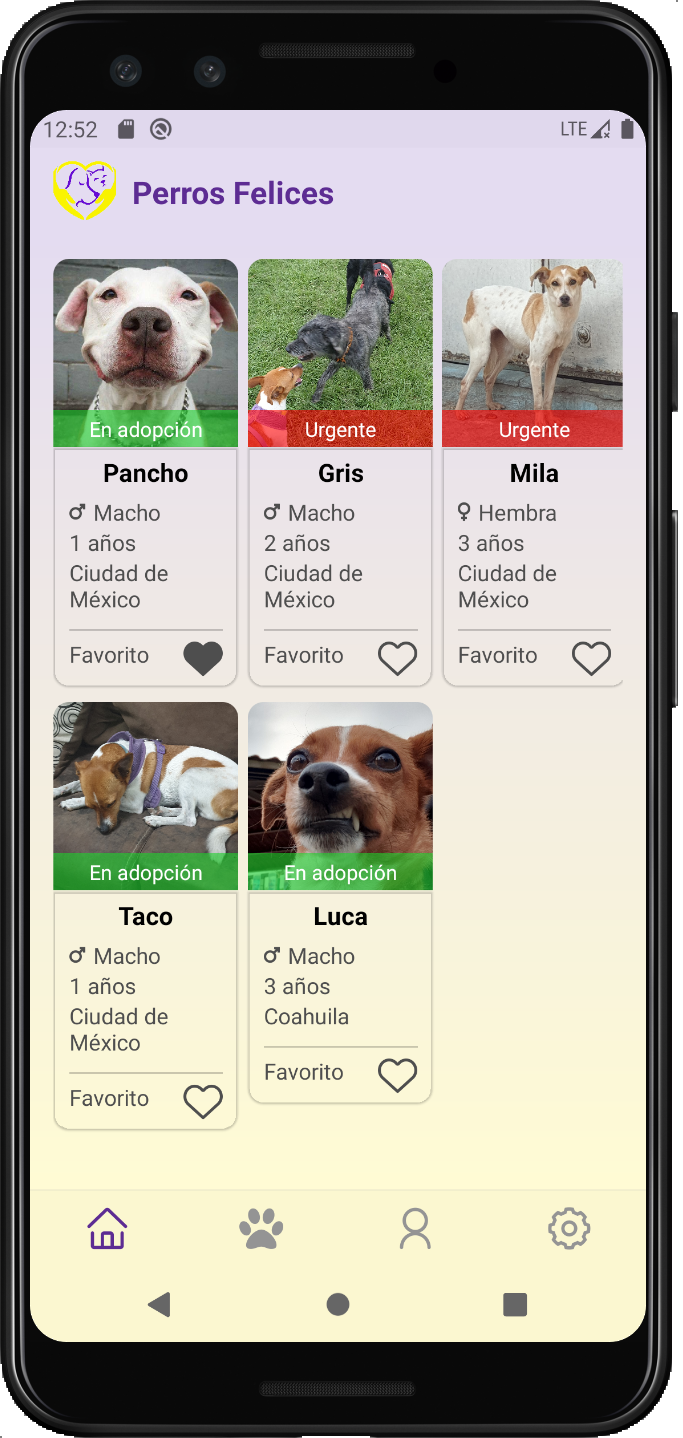 12:52
LTE
Perros Felices
En adopción
Pancho
Macho
1 años
Ciudad de
México
Favorito
Urgente
Gris
Macho
2 años
Ciudad de
México
Favorito
Urgente
Mila
Hembra
3 años
Ciudad de
México
Favorito
En adopción
Taco
Macho
1 años
Ciudad de
México
Favorito
En adopción
Luca
Macho
3 años
Coahuila
Favorito